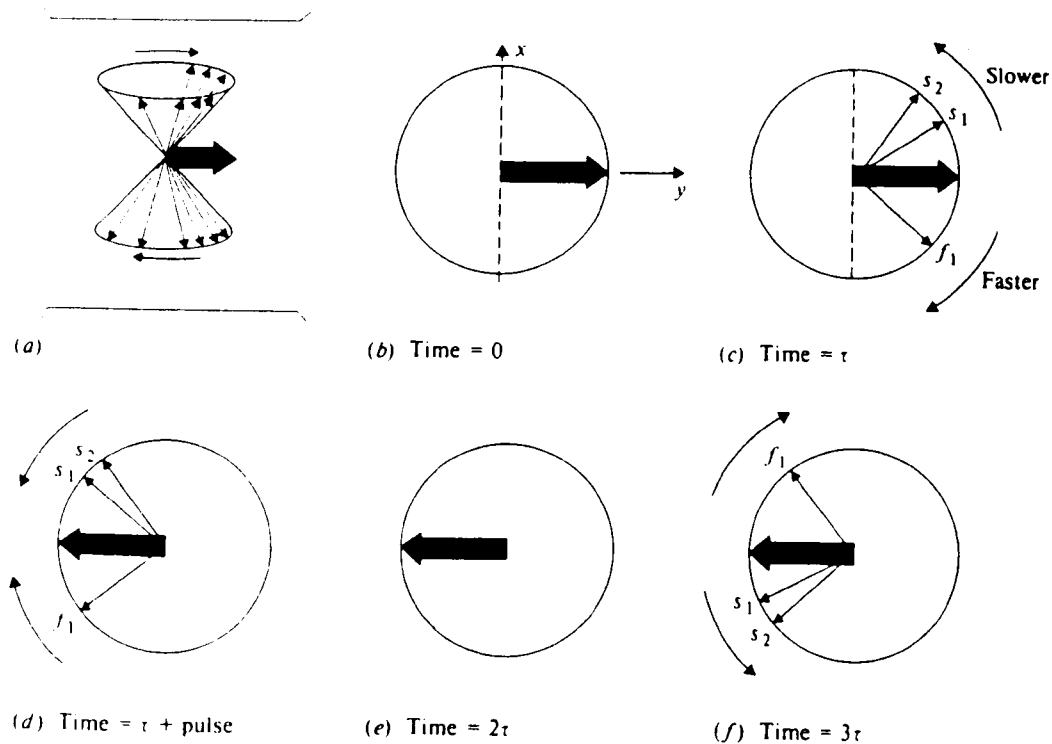 x
y
s2
s1
Slower
f1
Faster
(a)
(b) Time = 0
(c) Time = τ
s2
s1
f1
(d) Time = τ + pulse
(e) Time = 2τ
f1
s1
s2
(f) Time = 3τ